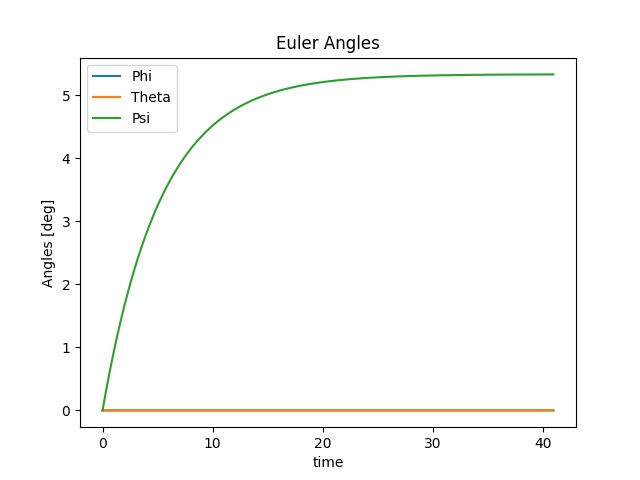 Euler Angles
Phi
Theta
Psi
Angles [deg]
5
4
3
2
1
0
0 10 20 30 40
time